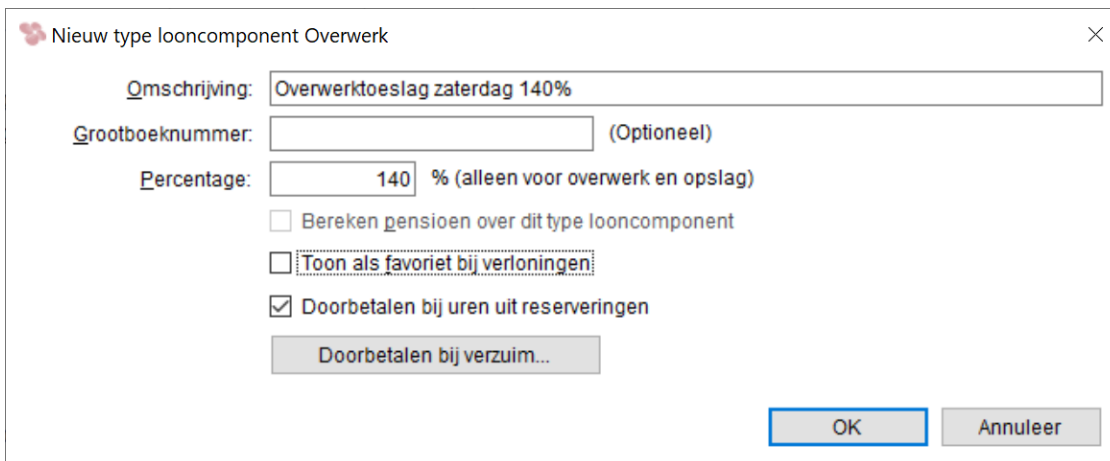 Nieuw type looncomponent Overwerk
Omschrijving: Overwerktoeslag zaterdag 140%
Grootboeknummer: (Optioneel)
Percentage: 140 % (alleen voor overwerk en opslag)
Bereken pensioen over dit type looncomponent
Toon als favoriet bij verloningen
Doorbetalen bij uren uit reserveringen
Doorbetalen bij verzuim...
OK Annuleer